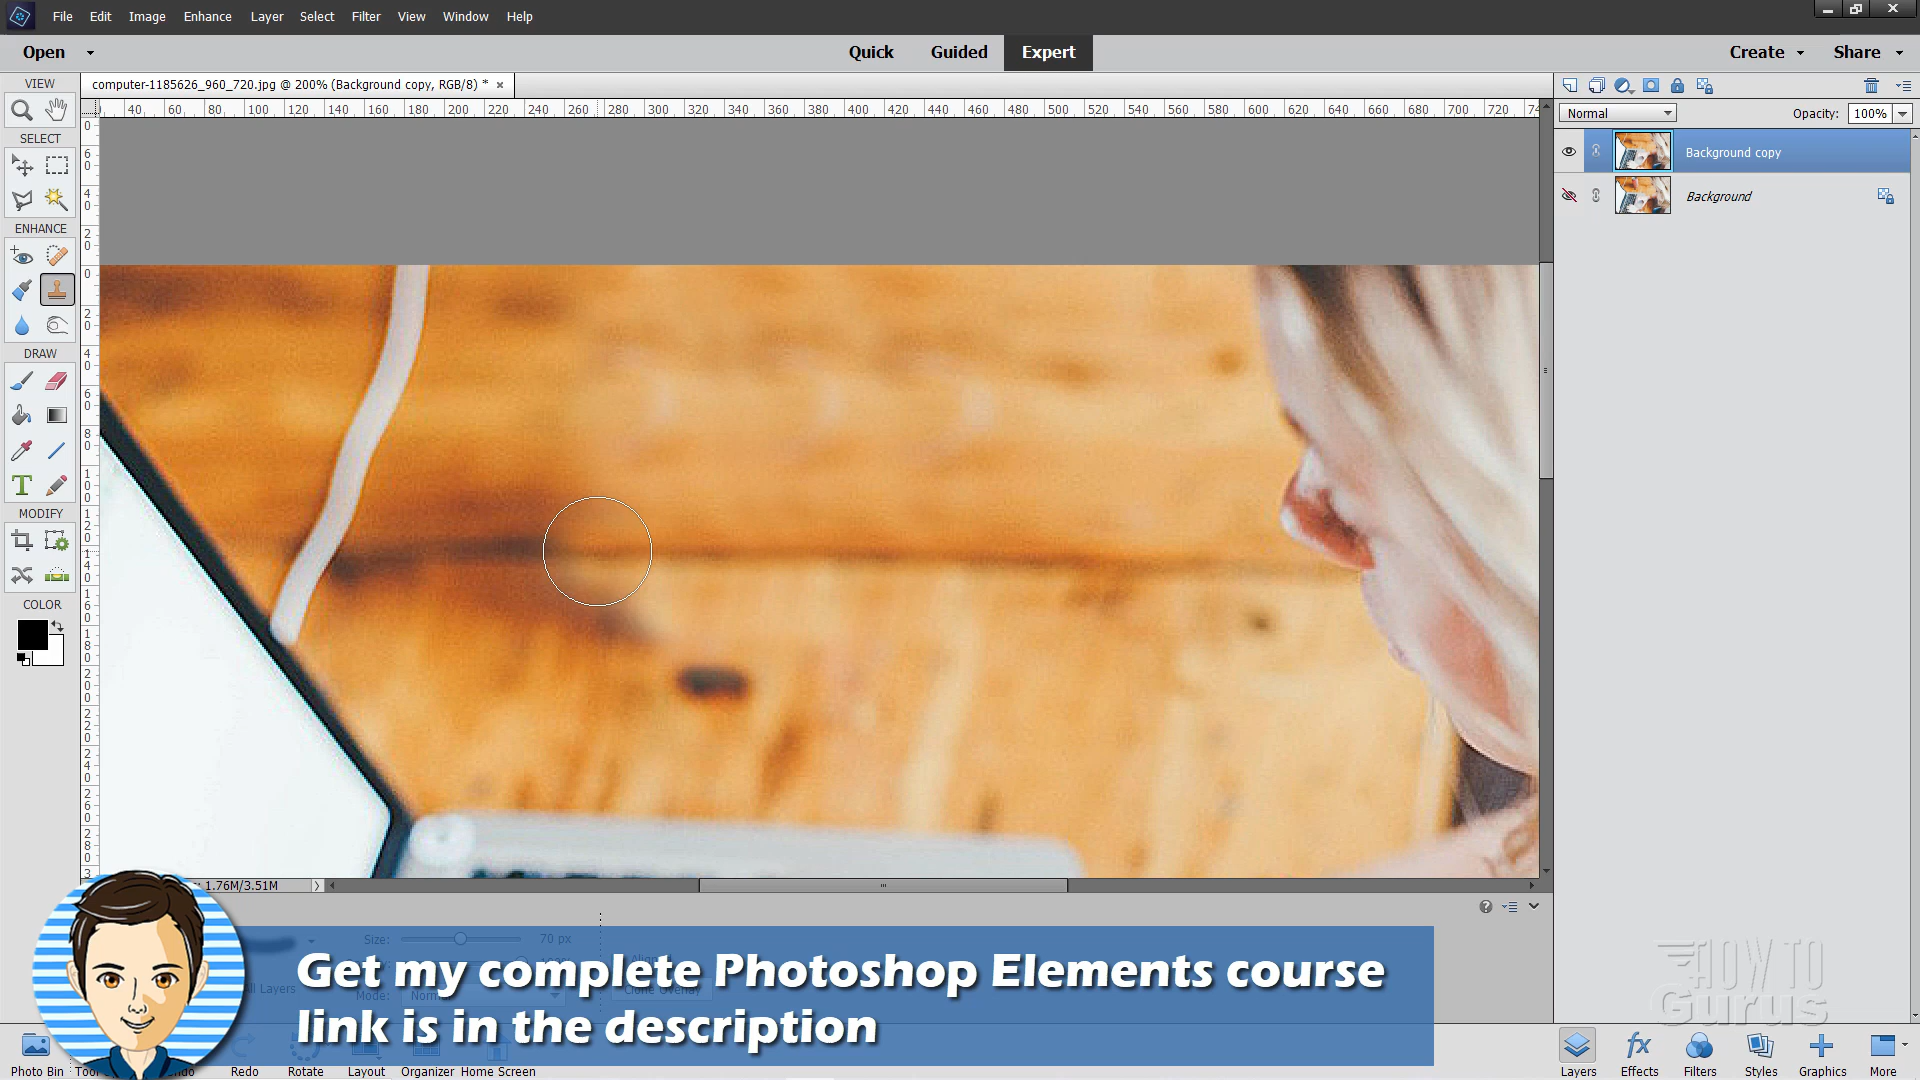 File Edit Image Enhance Layer Select Filter View Window Help
Open Quick Guided Expert Create Share
VIEW
computer-1185626_960_720.jpg @ 200% (Background copy, RGB/8) *
40 60 80 100 120 140 160 180 200 220 240 260 280 300 320 340 360 380 400 420 440 460 480 500 520 540 560 580 600 620 640 660 680 700 720
Normal Opacity: 100%
SELECT
Background copy
Background
ENHANCE
DRAW
MODIFY
COLOR
1.76M/3.51M
Size: 70 px
Get my complete Photoshop Elements course
link is in the description
All Layers
Mode:
Clone Overlay
HOW TO
Gurus
Photo Bin Redo Rotate Layout Organizer Home Screen Layers Effects Filters Styles Graphics More